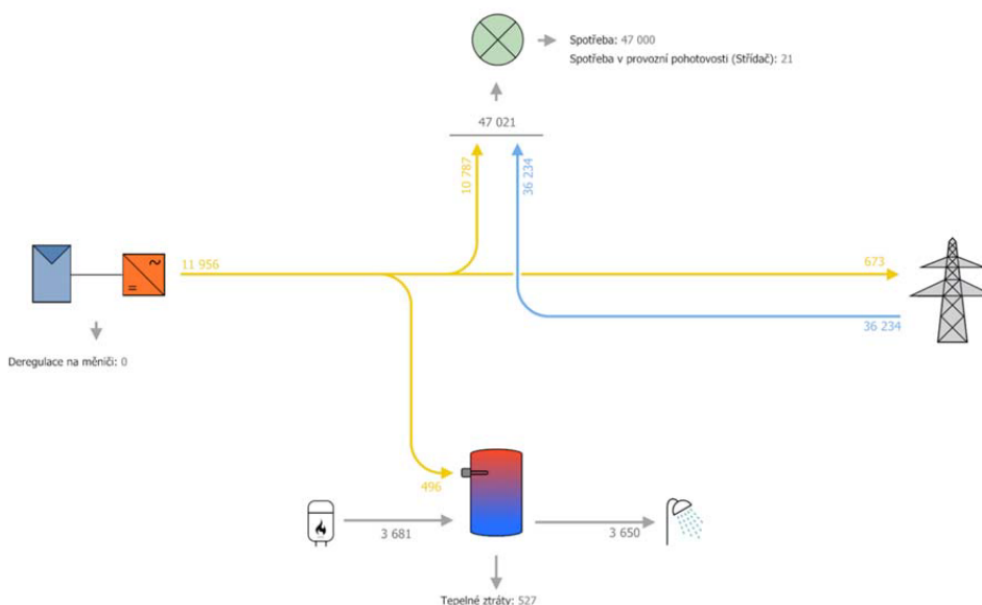 Spotřeba: 47 000
Spotřeba v provozní pohotovosti (Střídač): 21
47 021
10 787
36 234
11 956
673
36 234
Deregulace na měniči: 0
496
3 681
3 650
Tepelné ztráty: 527